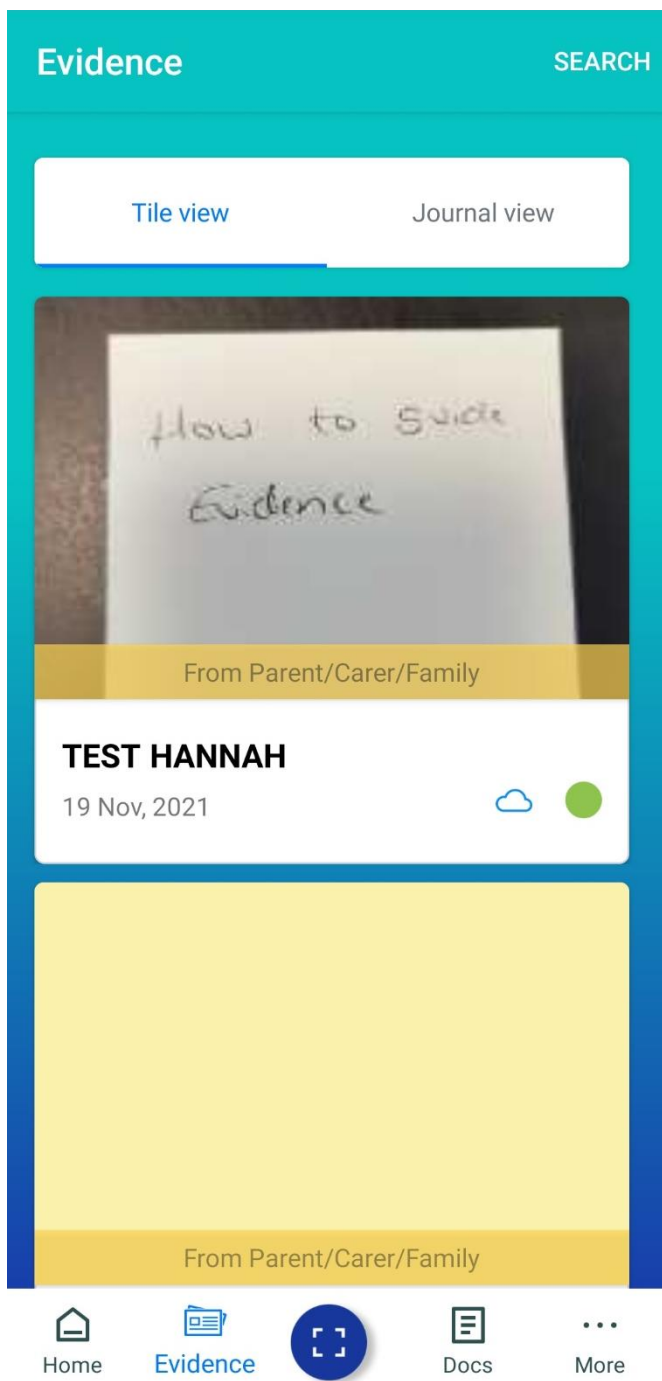 Evidence
SEARCH
Tile view
Journal view
How to guide
Evidence
From Parent/Carer/Family
TEST HANNAH
19 Nov, 2021
From Parent/Carer/Family
Home
Evidence
Docs
More